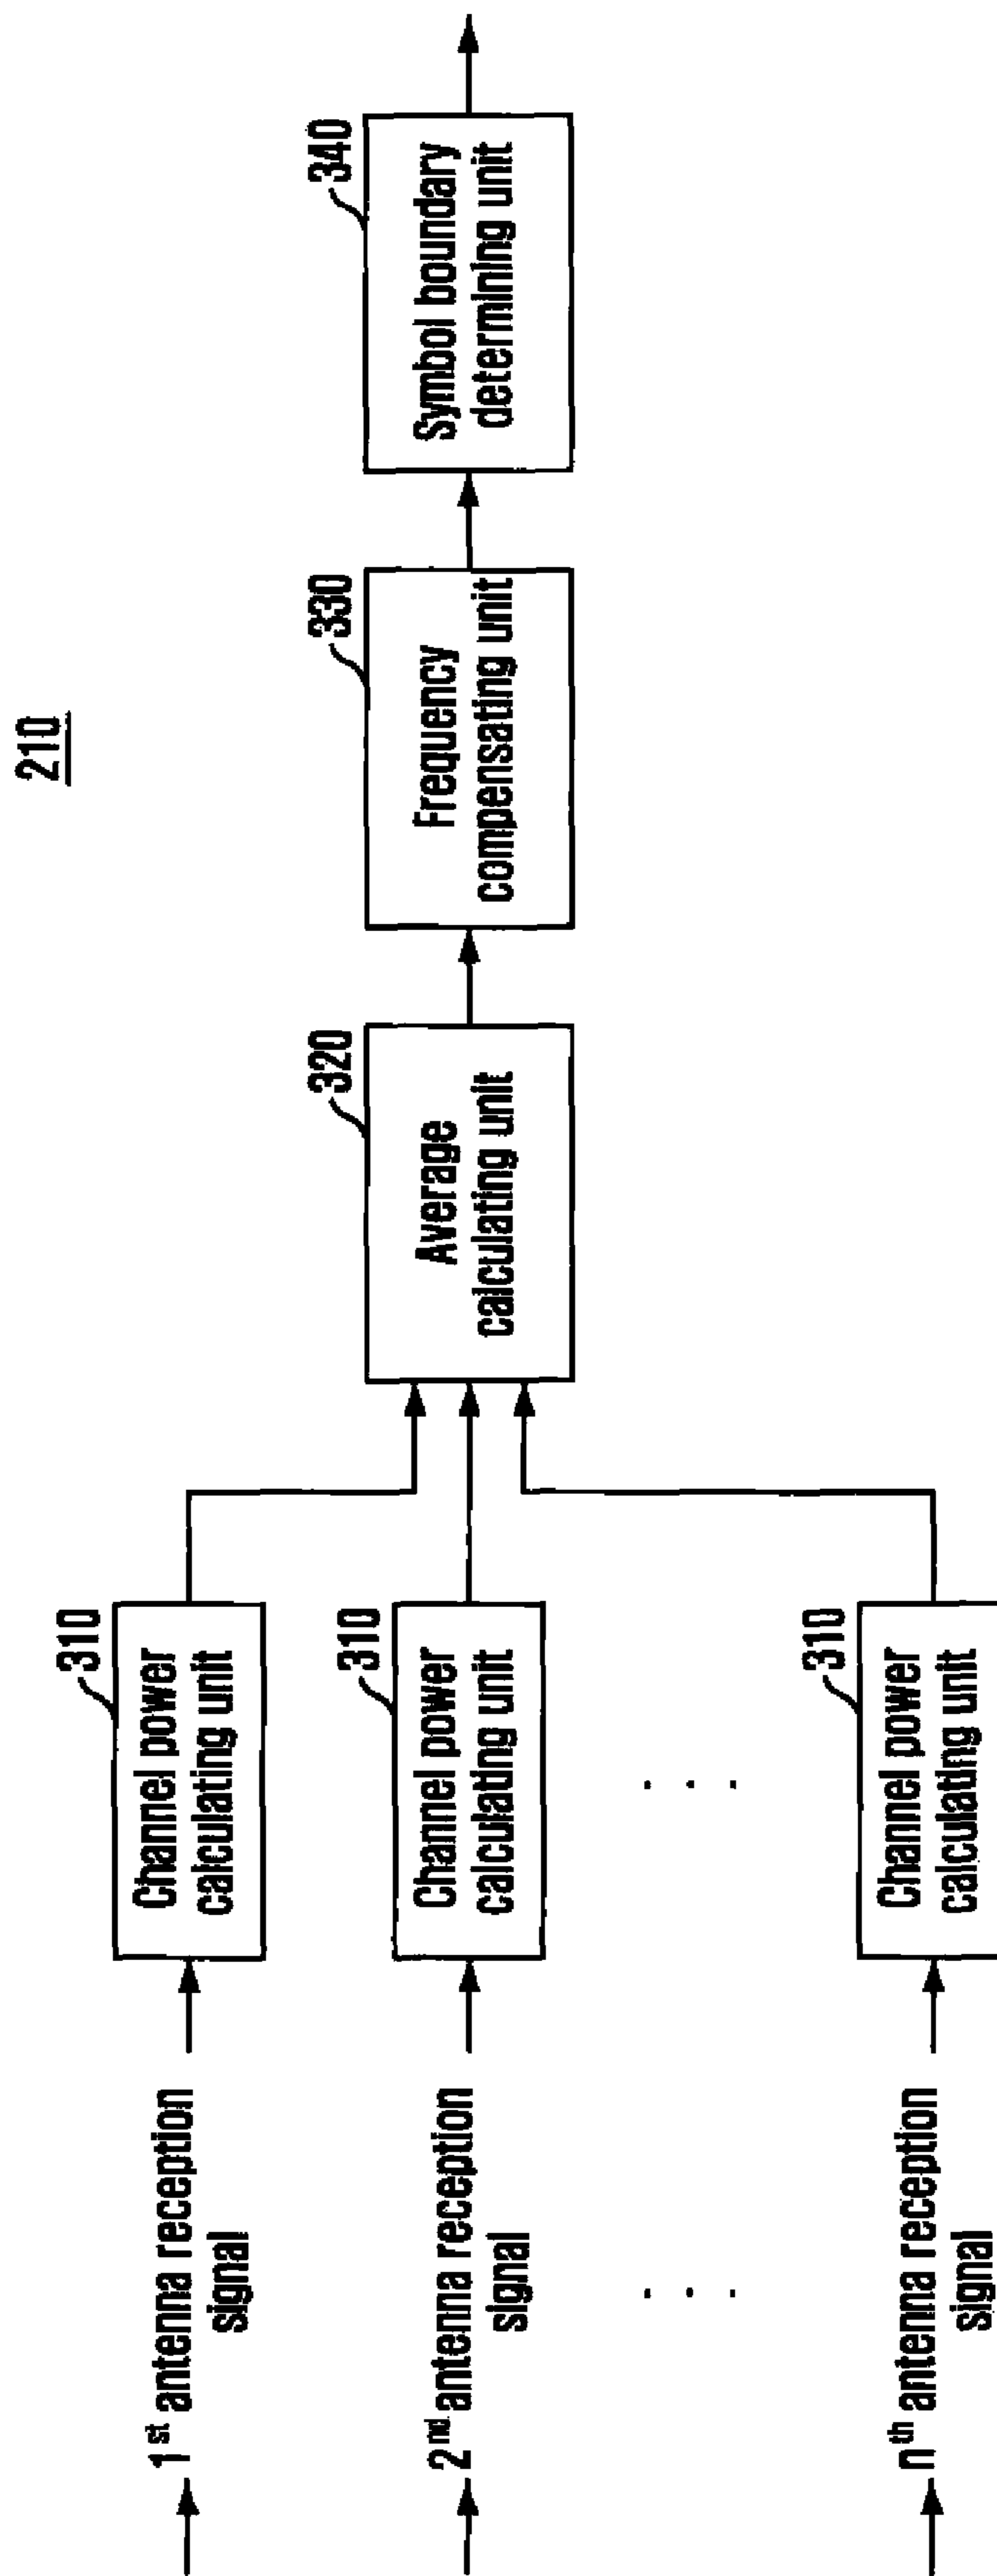 210
310
Channel power
calculating unit
1st antenna reception
signal
310
Channel power
calculating unit
2nd antenna reception
signal
. . .
. . .
310
Channel power
calculating unit
nth antenna reception
signal
320
Average
calculating unit
330
Frequency
compensating unit
340
Symbol boundary
determining unit